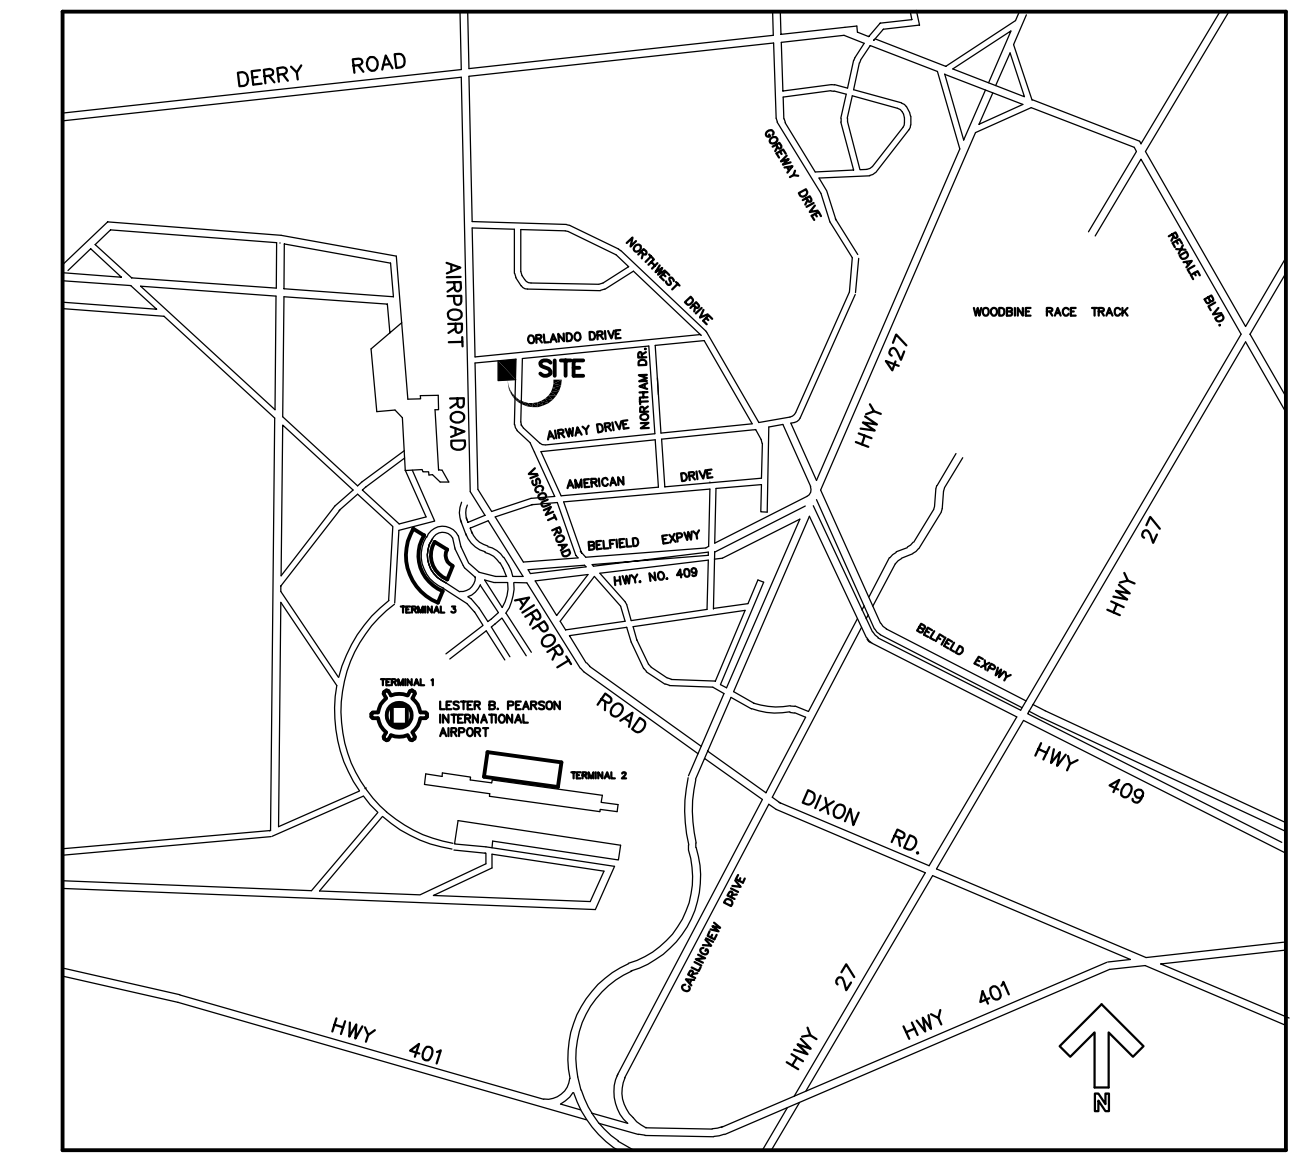 DERRY ROAD
GOREWAY DRIVE
NORTHWEST DRIVE
REXDALE BLVD.
AIRPORT ROAD
WOODBINE RACE TRACK
ORLANDO DRIVE
SITE
NORTHAM DR.
HWY 427
AIRWAY DRIVE
VISCOUNT ROAD
AMERICAN DRIVE
BELFIELD EXPWY
HWY. NO. 409
HWY 27
TERMINAL 3
AIRPORT ROAD
BELFIELD EXPWY
TERMINAL 1
LESTER B. PEARSON
INTERNATIONAL
AIRPORT
HWY 409
TERMINAL 2
DIXON RD.
CARLINGVIEW DRIVE
HWY 27
HWY 401
HWY 401
N